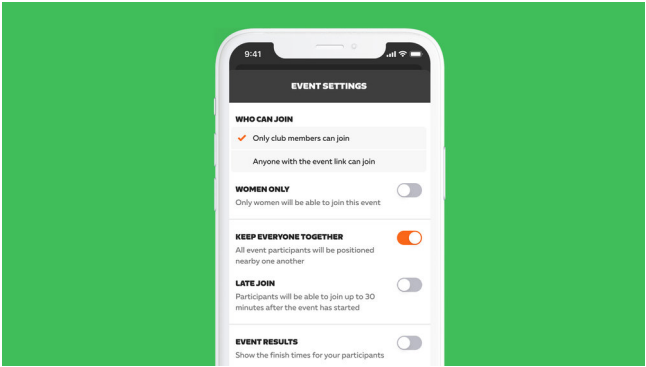 9:41
EVENT SETTINGS
WHO CAN JOIN
Only club members can join
Anyone with the event link can join
WOMEN ONLY
Only women will be able to join this event
KEEP EVERYONE TOGETHER
All event participants will be positioned
nearby one another
LATE JOIN
Participants will be able to join up to 30
minutes after the event has started
EVENT RESULTS
Show the finish times for your participants